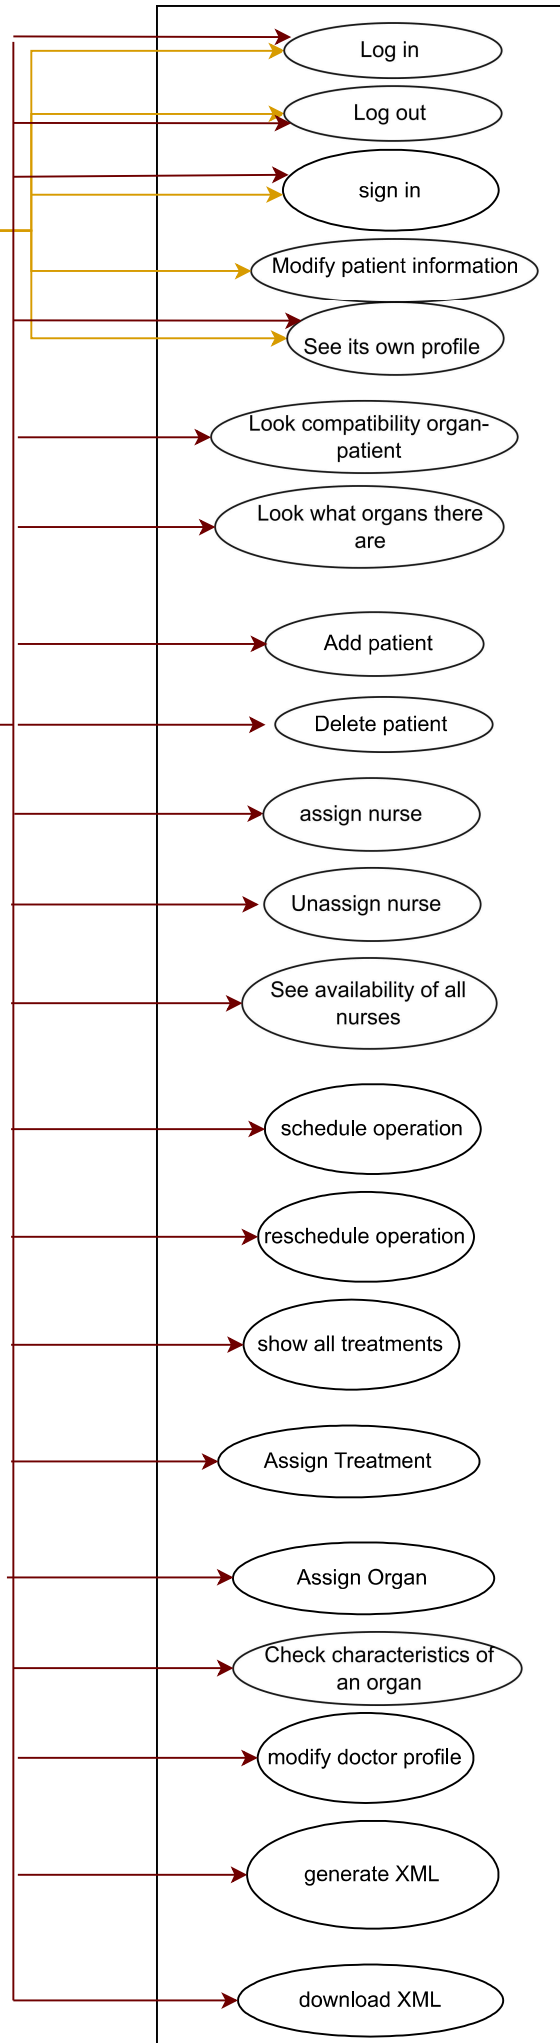 Log in
Log out
sign in
Modify patient information
See its own profile
Look compatibility organ-
patient
Look what organs there
are
Add patient
Delete patient
assign nurse
Unassign nurse
See availability of all
nurses
schedule operation
reschedule operation
show all treatments
Assign Treatment
Assign Organ
Check characteristics of
an organ
modify doctor profile
generate XML
download XML